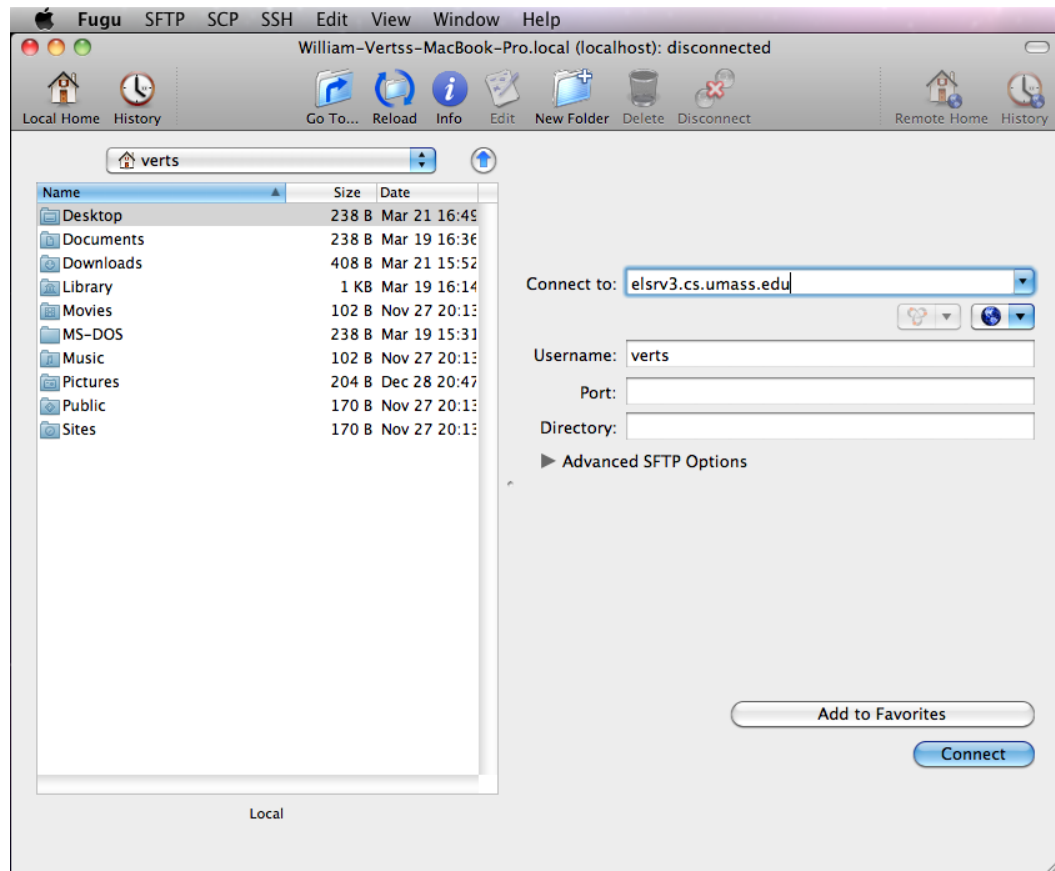 Fugu SFTP SCP SSH Edit View Window Help
William-Vertss-MacBook-Pro.local (localhost): disconnected
Local Home History Go To... Reload Info Edit New Folder Delete Disconnect Remote Home History
verts
Name Size Date
Desktop 238 B Mar 21 16:49
Documents 238 B Mar 19 16:36
Downloads 408 B Mar 21 15:52
Library 1 KB Mar 19 16:14
Movies 102 B Nov 27 20:13
MS-DOS 238 B Mar 19 15:31
Music 102 B Nov 27 20:13
Pictures 204 B Dec 28 20:47
Public 170 B Nov 27 20:13
Sites 170 B Nov 27 20:13
Local
Connect to: elsrv3.cs.umass.edu
Username: verts
Port:
Directory:
Advanced SFTP Options
Add to Favorites
Connect